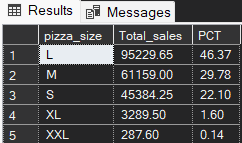 Results Messages
pizza_size Total_sales PCT
1 L 95229.65 46.37
2 M 61159.00 29.78
3 S 45384.25 22.10
4 XL 3289.50 1.60
5 XXL 287.60 0.14